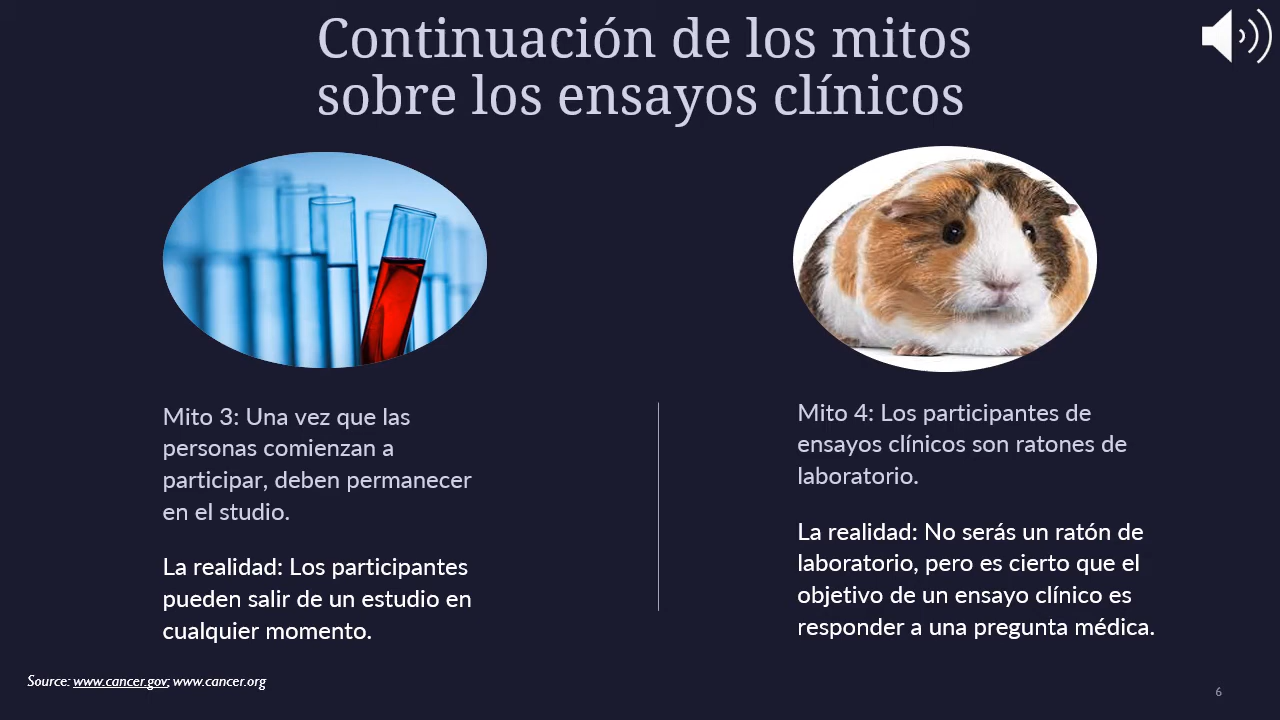 Continuación de los mitos
sobre los ensayos clínicos
Mito 3: Una vez que las
personas comienzan a
participar, deben permanecer
en el studio.
La realidad: Los participantes
pueden salir de un estudio en
cualquier momento.
Mito 4: Los participantes de
ensayos clínicos son ratones de
laboratorio.
La realidad: No serás un ratón de
laboratorio, pero es cierto que el
objetivo de un ensayo clínico es
responder a una pregunta médica.
Source: www.cancer.gov; www.cancer.org
6